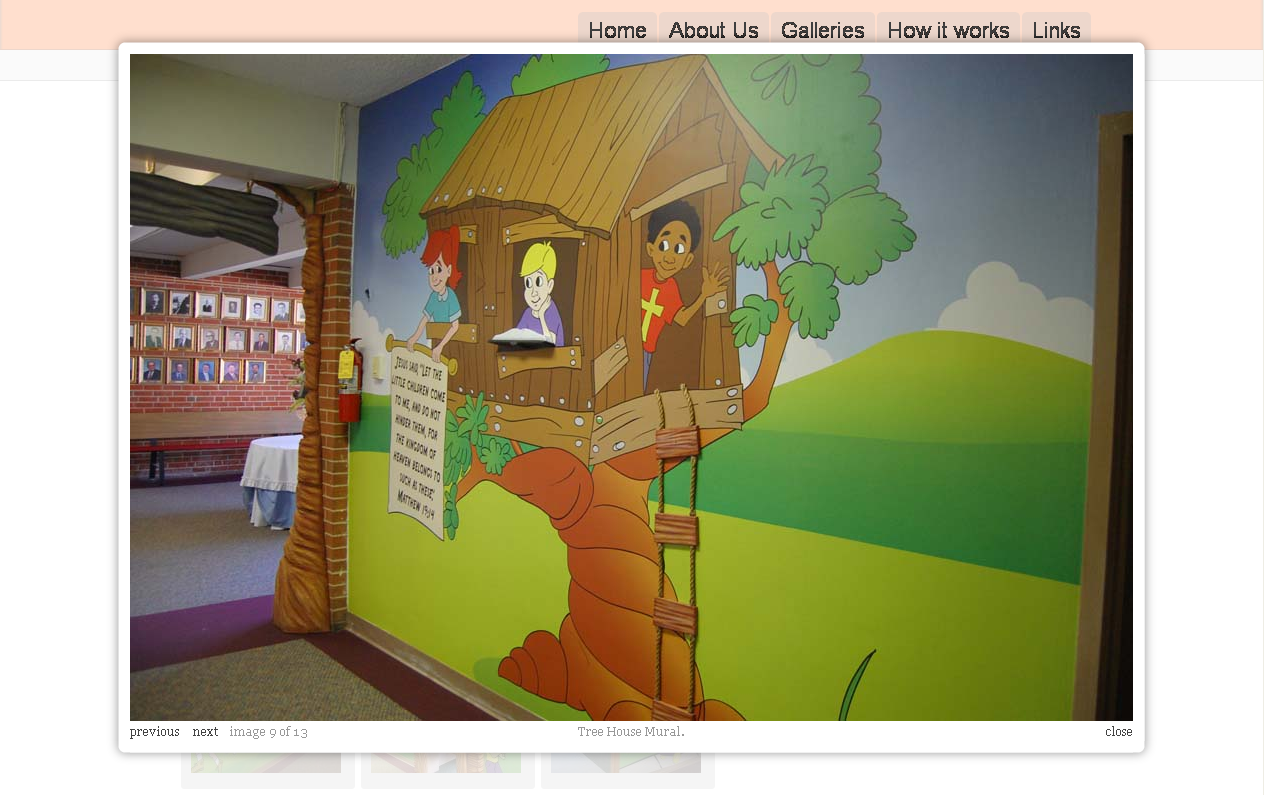 Home About Us Galleries How it works Links
JESUS SAID, "LET THE
LITTLE CHILDREN COME
TO ME, AND DO NOT
HINDER THEM, FOR
THE KINGDOM OF
HEAVEN BELONGS TO
SUCH AS THESE."
MATTHEW 19:14
previous next image 9 of 13 Tree House Mural. close